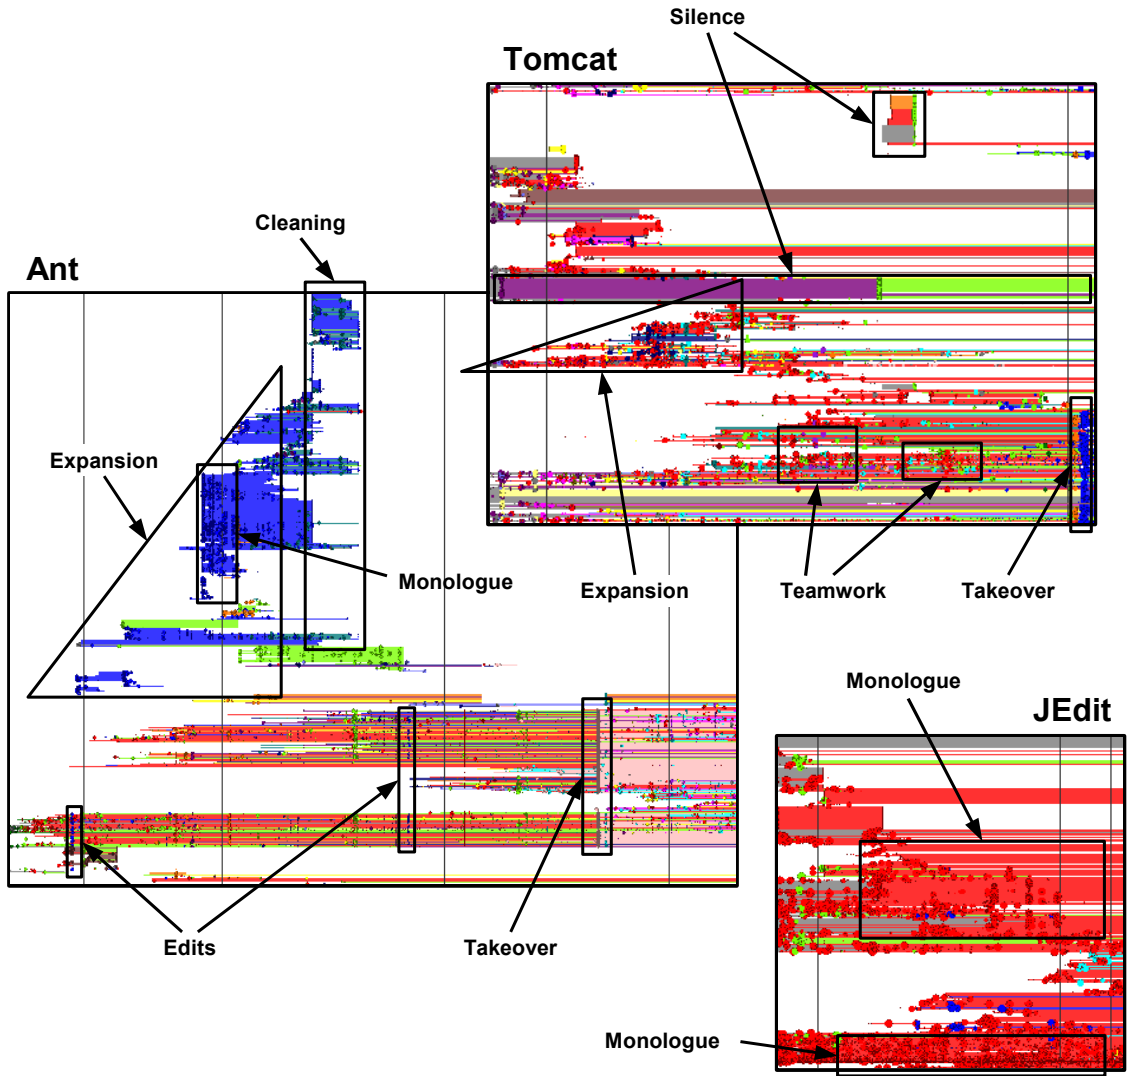 Silence
Tomcat
Cleaning
Ant
Expansion
Monologue
Expansion
Teamwork
Takeover
Monologue
JEdit
Edits
Takeover
Monologue